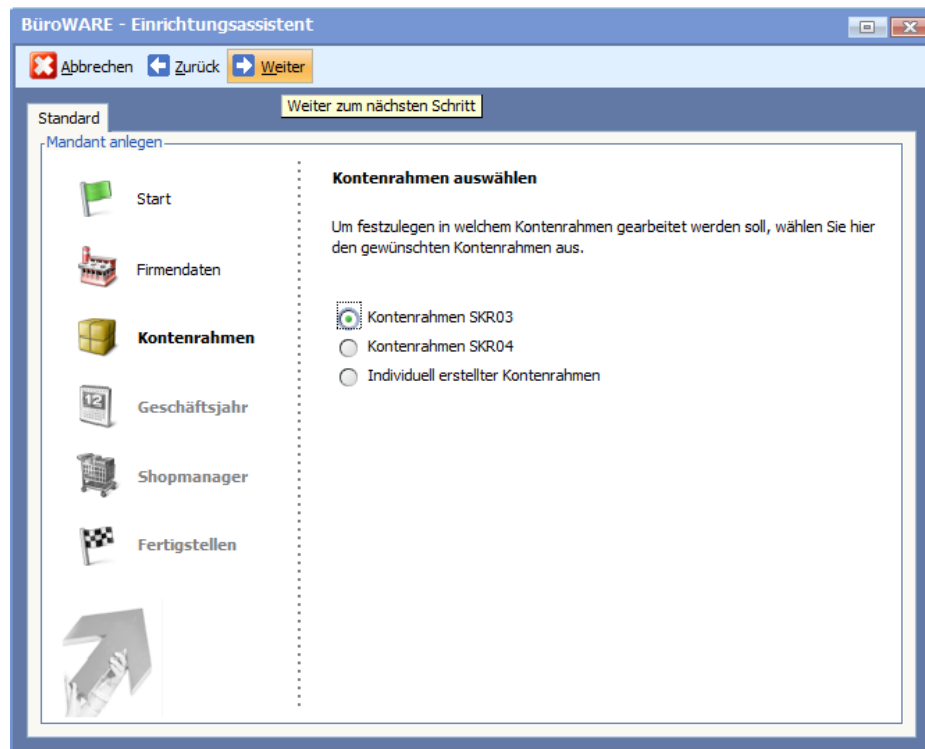 BüroWARE - Einrichtungsassistent
Abbrechen Zurück Weiter
Weiter zum nächsten Schritt
Standard
Mandant anlegen
Start
Firmendaten
Kontenrahmen
12
Geschäftsjahr
Shopmanager
Fertigstellen
Kontenrahmen auswählen
Um festzulegen in welchem Kontenrahmen gearbeitet werden soll, wählen Sie hier
den gewünschten Kontenrahmen aus.
Kontenrahmen SKR03
Kontenrahmen SKR04
Individuell erstellter Kontenrahmen